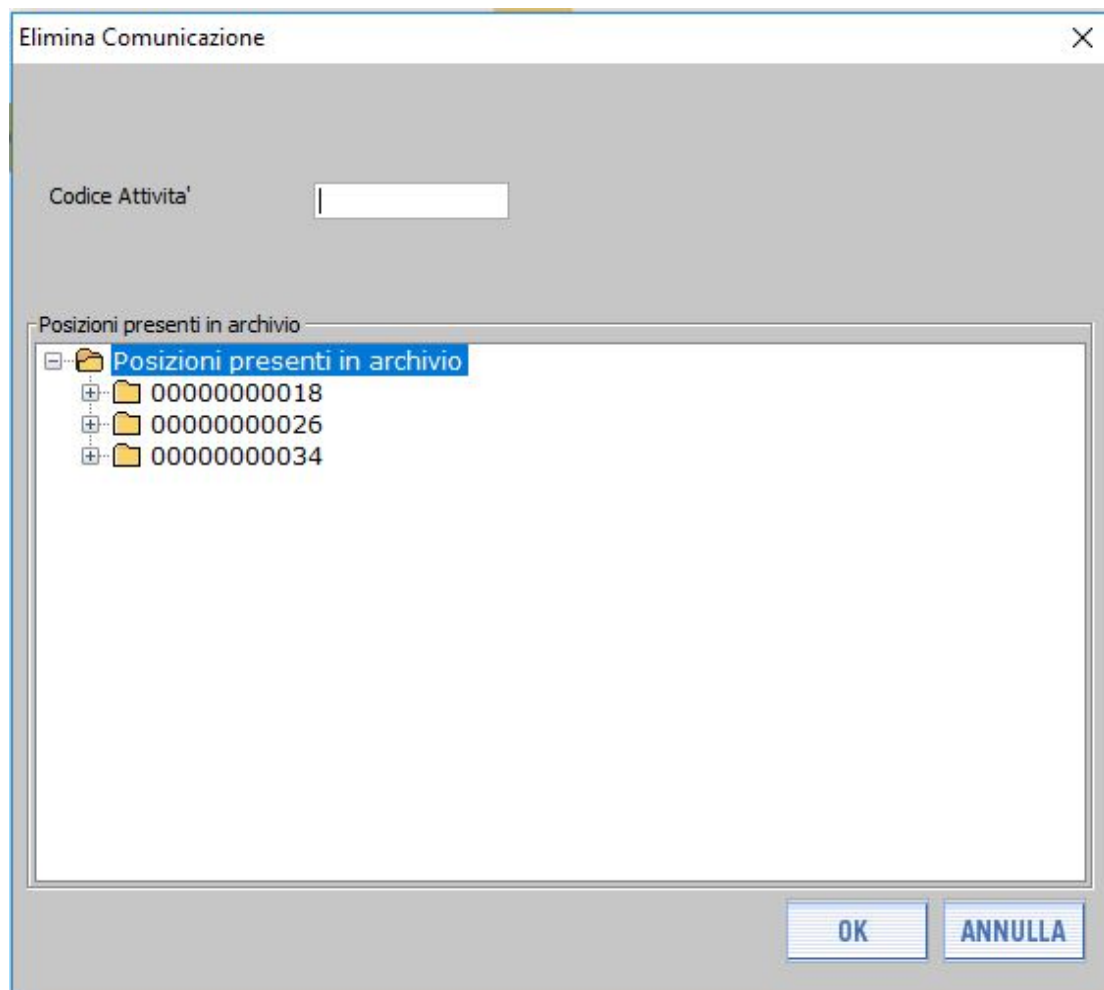 Elimina Comunicazione
Codice Attivita'
Posizioni presenti in archivio
Posizioni presenti in archivio
00000000018
00000000026
00000000034
OK ANNULLA